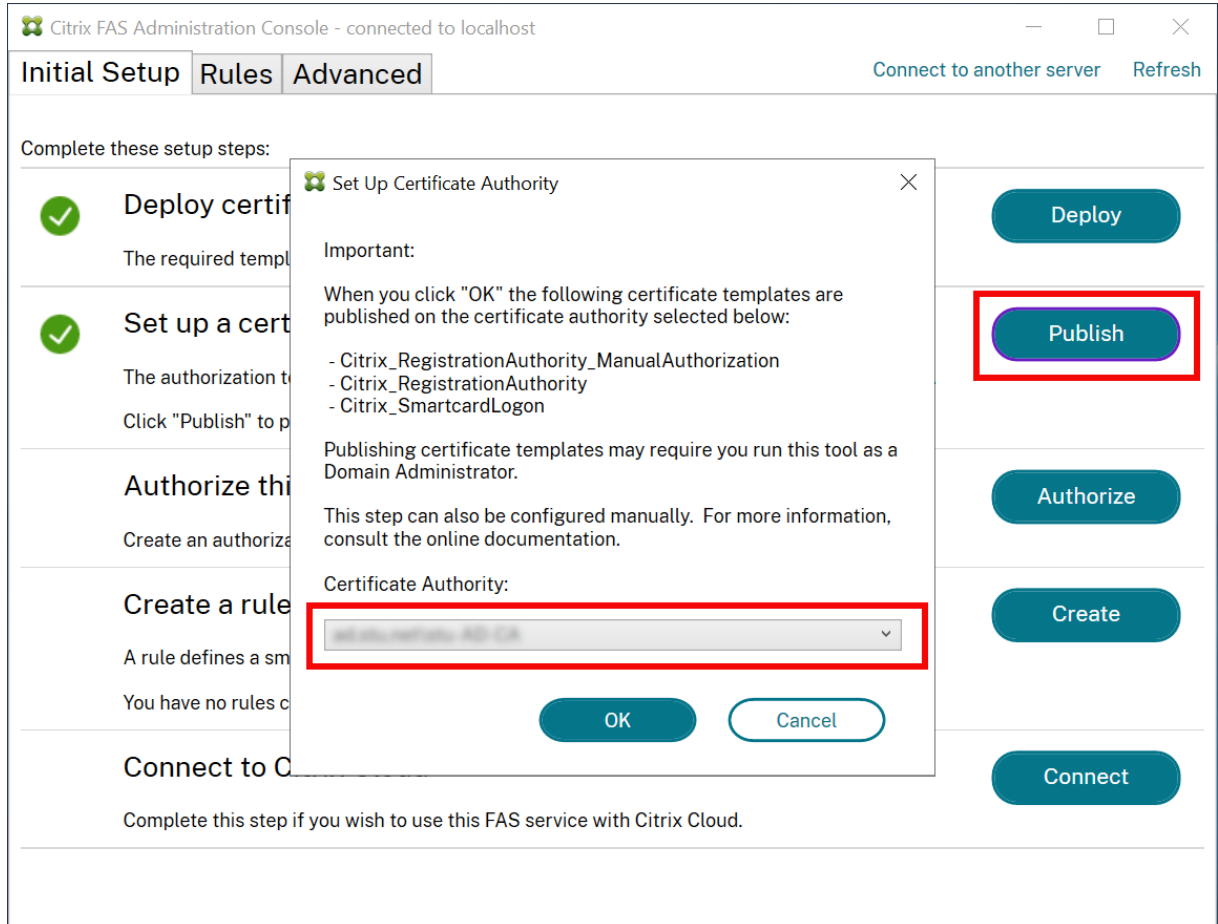 Citrix FAS Administration Console - connected to localhost
Initial Setup Rules Advanced Connect to another server Refresh
Complete these setup steps:
Deploy certif
The required templ
Deploy
Set up a cert
The authorization t
Click "Publish" to p
Publish
Authorize thi
Create an authoriza
Authorize
Create a rule
A rule defines a sm
You have no rules c
Create
Connect to C
Complete this step if you wish to use this FAS service with Citrix Cloud.
Connect
Set Up Certificate Authority
Important:
When you click "OK" the following certificate templates are
published on the certificate authority selected below:
- Citrix_RegistrationAuthority_ManualAuthorization
- Citrix_RegistrationAuthority
- Citrix_SmartcardLogon
Publishing certificate templates may require you run this tool as a
Domain Administrator.
This step can also be configured manually. For more information,
consult the online documentation.
Certificate Authority:
OK Cancel